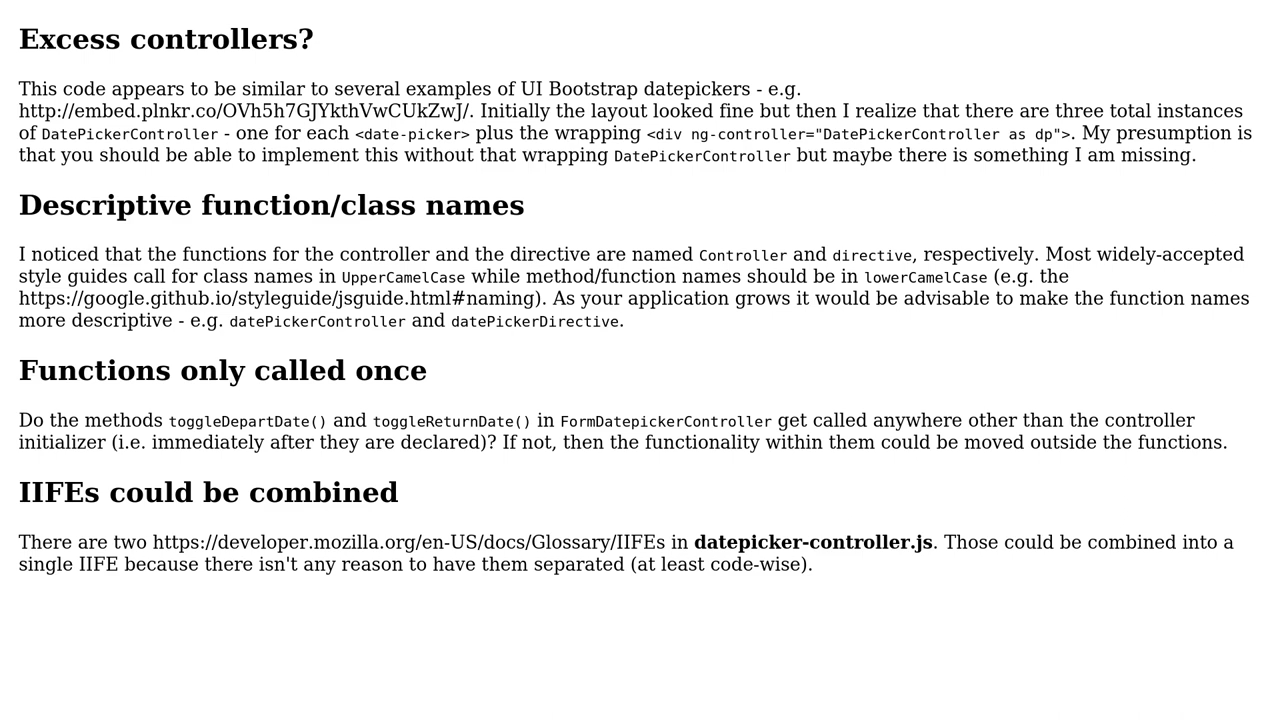 Excess controllers?
This code appears to be similar to several examples of UI Bootstrap datepickers - e.g.
http://embed.plnkr.co/OVh5h7GJYkthVwCUkZwJ/. Initially the layout looked fine but then I realize that there are three total instances
of DatePickerController - one for each <date-picker> plus the wrapping <div ng-controller="DatePickerController as dp">. My presumption is
that you should be able to implement this without that wrapping DatePickerController but maybe there is something I am missing.
Descriptive function/class names
I noticed that the functions for the controller and the directive are named Controller and directive, respectively. Most widely-accepted
style guides call for class names in UpperCamelCase while method/function names should be in lowerCamelCase (e.g. the
https://google.github.io/styleguide/jsguide.html#naming). As your application grows it would be advisable to make the function names
more descriptive - e.g. datePickerController and datePickerDirective.
Functions only called once
Do the methods toggleDepartDate() and toggleReturnDate() in FormDatepickerController get called anywhere other than the controller
initializer (i.e. immediately after they are declared)? If not, then the functionality within them could be moved outside the functions.
IIFEs could be combined
There are two https://developer.mozilla.org/en-US/docs/Glossary/IIFEs in datepicker-controller.js. Those could be combined into a
single IIFE because there isn't any reason to have them separated (at least code-wise).